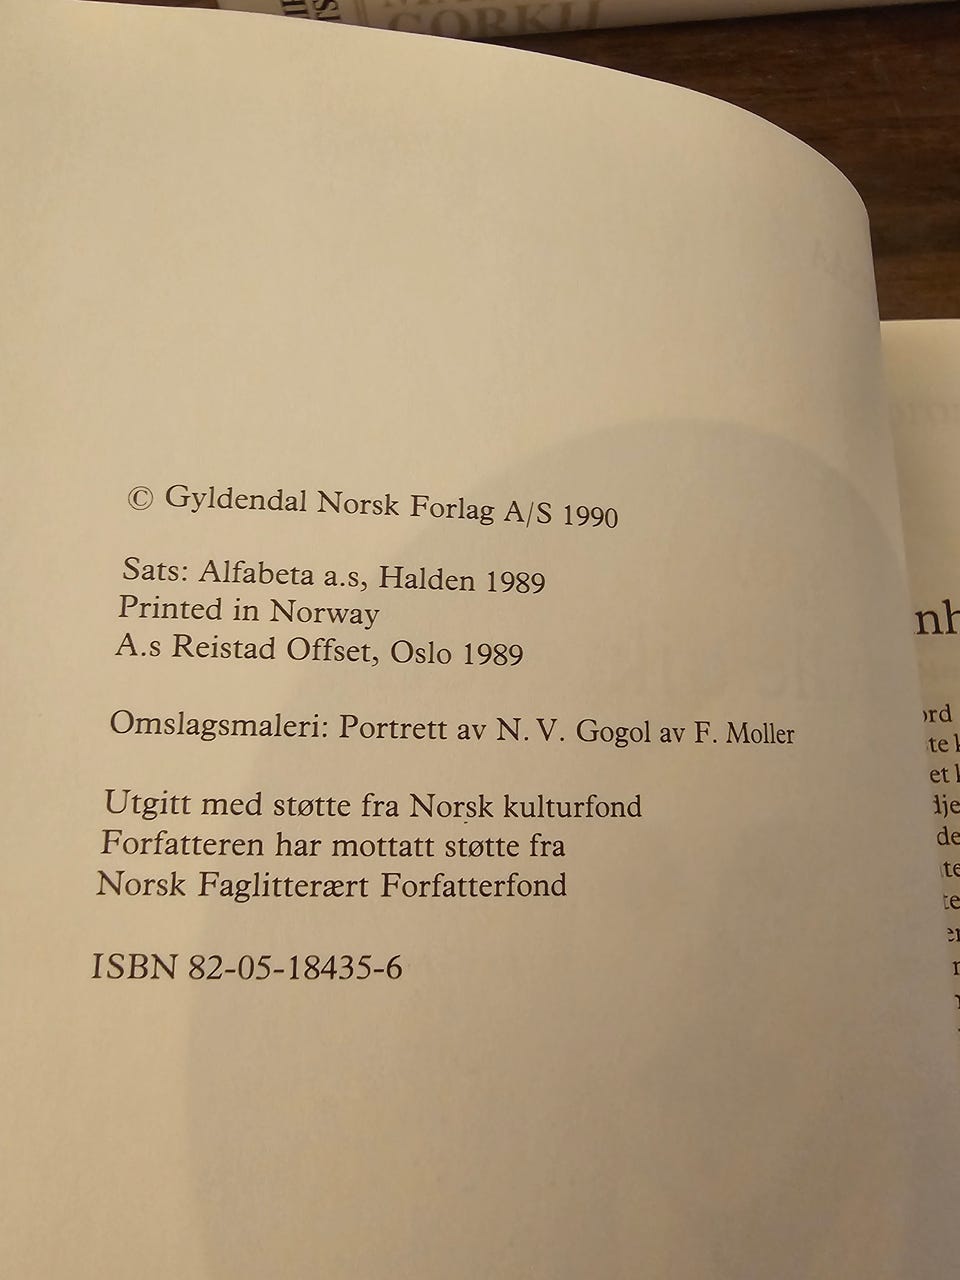 GORKIJ
© Gyldendal Norsk Forlag A/S 1990
Sats: Alfabeta a.s, Halden 1989
Printed in Norway
A.s Reistad Offset, Oslo 1989
Omslagsmaleri: Portrett av N. V. Gogol av F. Moller
Utgitt med støtte fra Norsk kulturfond
Forfatteren har mottatt støtte fra
Norsk Faglitterært Forfatterfond
ISBN 82-05-18435-6